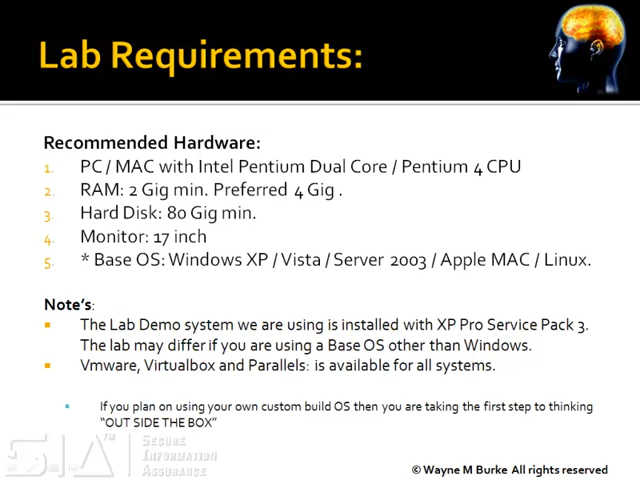 Lab Requirements:
Recommended Hardware:
1. PC / MAC with Intel Pentium Dual Core / Pentium 4 CPU
2. RAM: 2 Gig min. Preferred 4 Gig .
3. Hard Disk: 80 Gig min.
4. Monitor: 17 inch
5. * Base OS: Windows XP / Vista / Server 2003 / Apple MAC / Linux.
Note's:
The Lab Demo system we are using is installed with XP Pro Service Pack 3.
The lab may differ if you are using a Base OS other than Windows.
Vmware, Virtualbox and Parallels: is available for all systems.
If you plan on using your own custom build OS then you are taking the first step to thinking
"OUT SIDE THE BOX"
S·I·A™ SECURE
INFORMATION
ASSURANCE
© Wayne M Burke All rights reserved